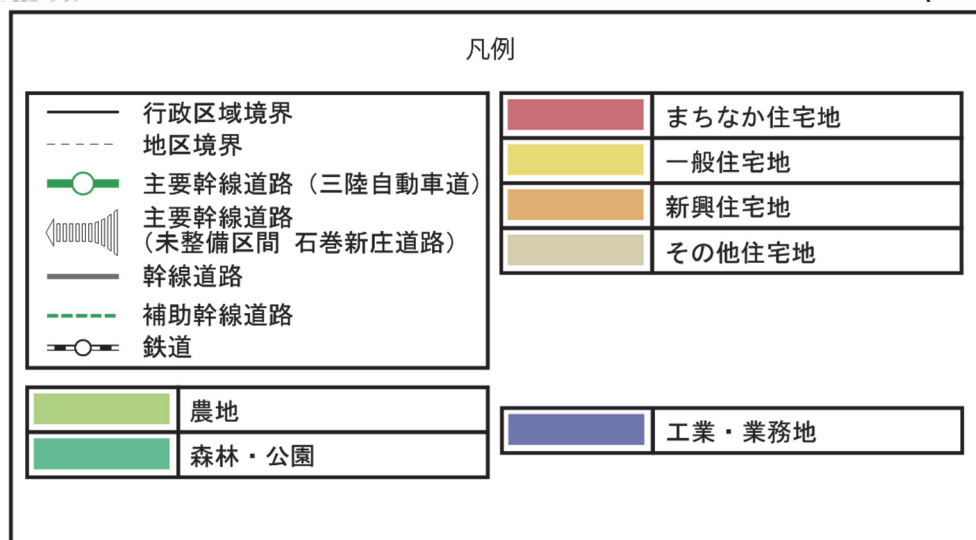 凡例
行政区域境界
地区境界
主要幹線道路（三陸自動車道）
主要幹線道路
（未整備区間 石巻新庄道路）
幹線道路
補助幹線道路
鉄道
農地
森林・公園
まちなか住宅地
一般住宅地
新興住宅地
その他住宅地
工業・業務地